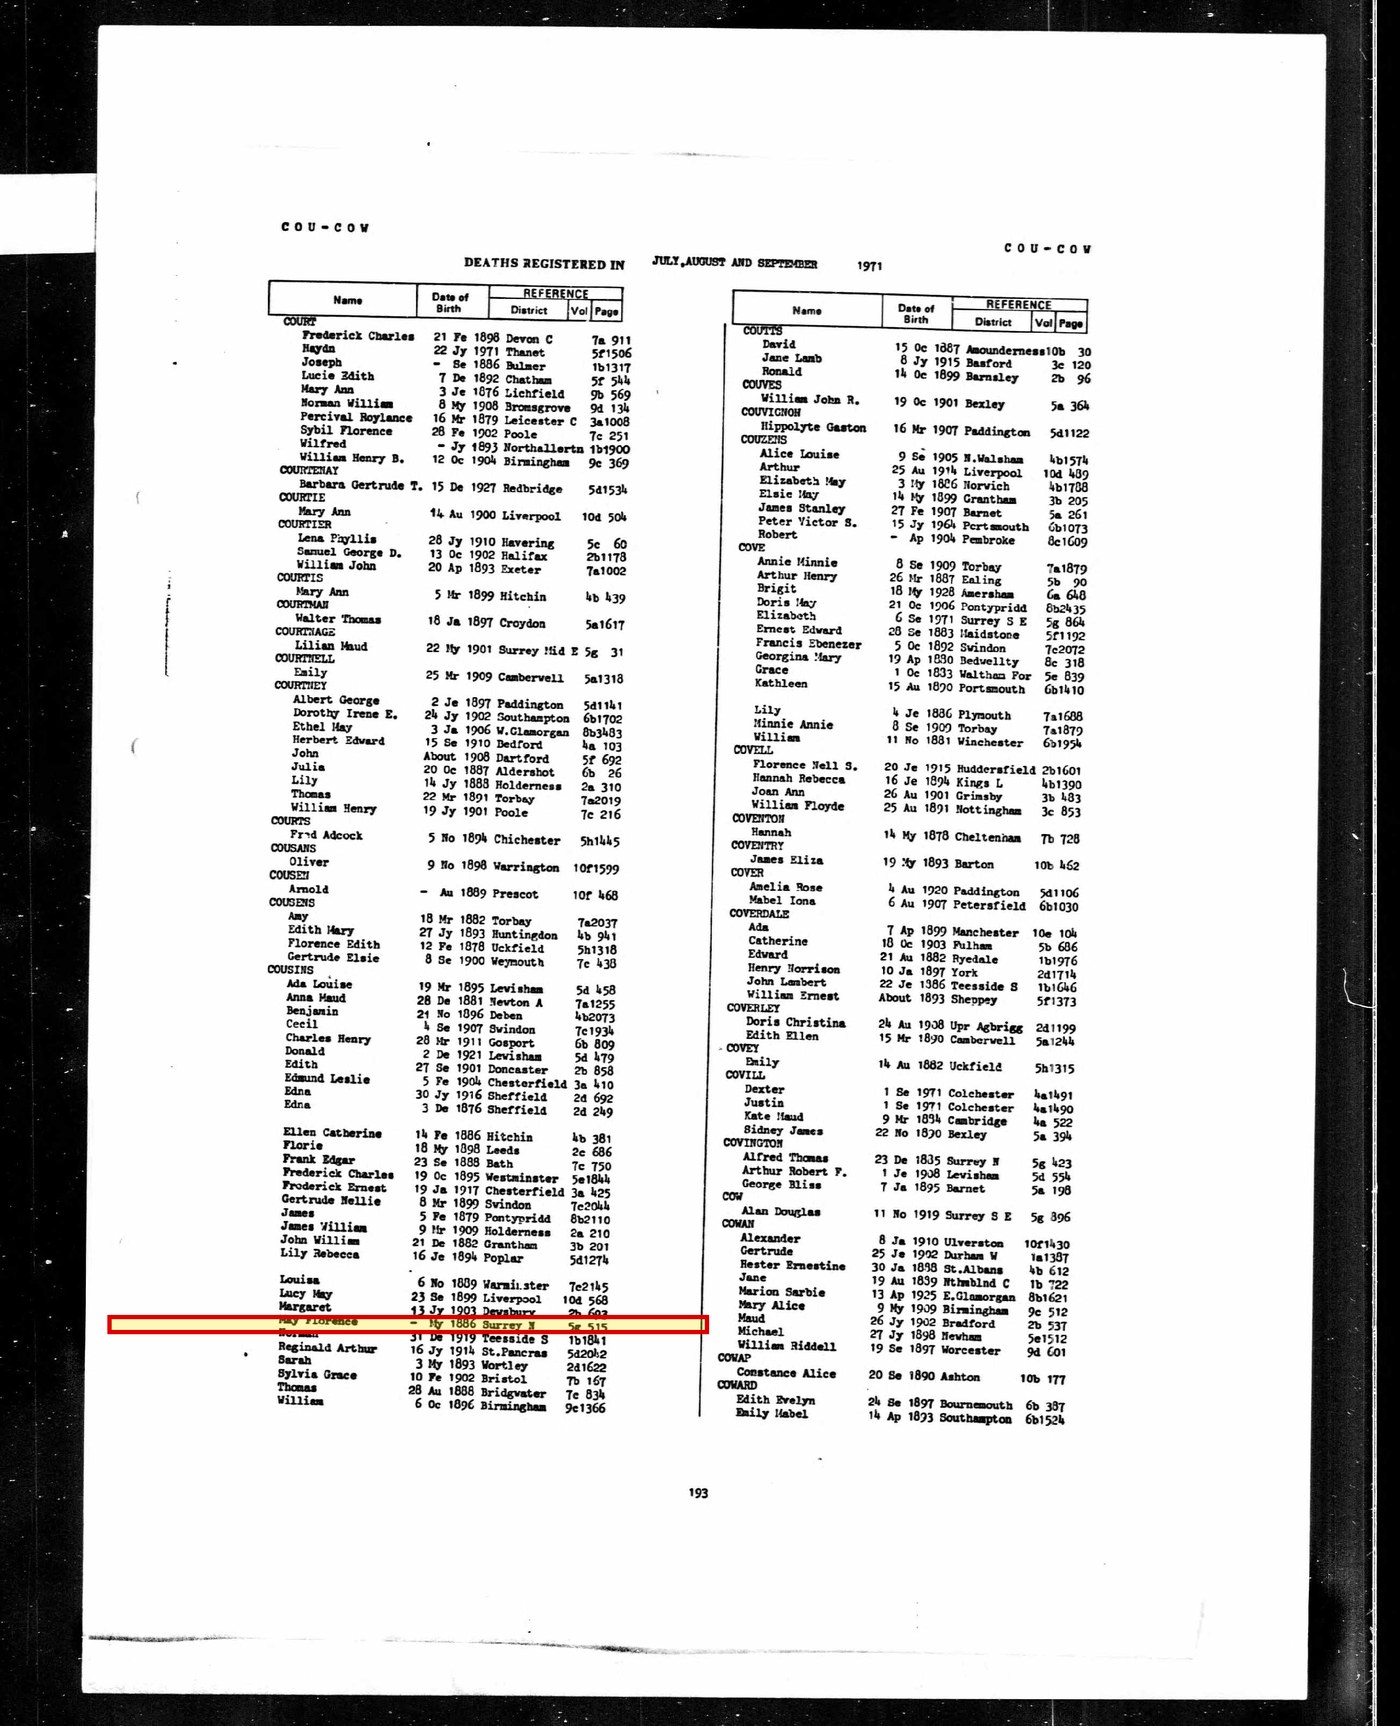 COU-COW
COU-COW
DEATHS REGISTERED IN JULY, AUGUST AND SEPTEMBER 1971
Name Date of Birth REFERENCE District Vol Page
COURT
Frederick Charles 21 Fe 1898 Devon C 7a 911
Haydn 22 Jy 1971 Thanet 5f1506
Joseph - Se 1886 Bulmer 1b1317
Lucie Edith 7 De 1892 Chatham 5f 544
Mary Ann 3 Je 1876 Lichfield 9b 569
Norman William 8 My 1908 Bromsgrove 9d 134
Percival Roylance 16 Mr 1879 Leicester C 3a1008
Sybil Florence 28 Fe 1902 Poole 7c 251
Wilfred - Jy 1893 Northallertn 1b1900
William Henry B. 12 Oc 1904 Birmingham 9c 369
COURTENAY
Barbara Gertrude T. 15 De 1927 Redbridge 5d1534
COURTIE
Mary Ann 14 Au 1900 Liverpool 10d 504
COURTIER
Lena Phyllis 28 Jy 1910 Havering 5c 60
Samuel George D. 13 Oc 1902 Halifax 2b1178
William John 20 Ap 1893 Exeter 7a1002
COURTIS
Mary Ann 5 Mr 1899 Hitchin 4b 439
COURTMAN
Walter Thomas 18 Ja 1897 Croydon 5a1617
COURTNAGE
Lilian Maud 22 My 1901 Surrey Mid E 5g 31
COURTNELL
Emily 25 Mr 1909 Camberwell 5a1318
COURTNEY
Albert George 2 Je 1897 Paddington 5d1141
Dorothy Irene E. 24 Jy 1902 Southampton 6b1702
Ethel May 3 Ja 1906 W.Glamorgan 8b3483
Herbert Edward 15 Se 1910 Bedford 4a 103
John About 1908 Dartford 5f 692
Julia 20 Oc 1887 Aldershot 6b 26
Lily 14 Jy 1888 Holderness 2a 310
Thomas 22 Mr 1891 Torbay 7a2019
William Henry 19 Jy 1901 Poole 7c 216
COURTS
Fred Adcock 5 No 1894 Chichester 5h1445
COUSANS
Oliver 9 No 1898 Warrington 10f1599
COUSEN
Arnold - Au 1889 Prescot 10f 468
COUSENS
Amy 18 Mr 1882 Torbay 7a2037
Edith Mary 27 Jy 1893 Huntingdon 4b 941
Florence Edith 12 Fe 1878 Uckfield 5h1318
Gertrude Elsie 8 Se 1900 Weymouth 7c 438
COUSINS
Ada Louise 19 Mr 1895 Lewisham 5d 458
Anna Maud 28 De 1881 Newton A 7a1255
Benjamin 21 No 1896 Deben 4b2073
Cecil 4 Se 1907 Swindon 7c1934
Charles Henry 28 Mr 1911 Gosport 6b 809
Donald 2 De 1921 Lewisham 5d 479
Edith 27 Se 1901 Doncaster 2b 858
Edmund Leslie 5 Fe 1904 Chesterfield 3a 410
Edna 30 Jy 1916 Sheffield 2d 692
Edna 3 De 1876 Sheffield 2d 249
Ellen Catherine 14 Fe 1886 Hitchin 4b 381
Florie 18 My 1898 Leeds 2c 686
Frank Edgar 23 Se 1888 Bath 7c 750
Frederick Charles 19 Oc 1895 Westminster 5e1844
Frederick Ernest 19 Ja 1917 Chesterfield 3a 425
Gertrude Nellie 8 Mr 1899 Swindon 7c2044
James 5 Fe 1879 Pontypridd 8b2110
James William 9 Mr 1909 Holderness 2a 210
John William 21 De 1882 Grantham 3b 201
Lily Rebecca 16 Je 1894 Poplar 5d1274
Louisa 6 No 1889 Warminster 7c2145
Lucy May 23 Se 1899 Liverpool 10d 568
Margaret 13 Jy 1903 Dewsbury 2b 603
May Florence - My 1886 Surrey N 5g 515
Norman 31 De 1919 Teesside S 1b1841
Reginald Arthur 16 Jy 1914 St.Pancras 5d2042
Sarah 3 My 1893 Wortley 2d1622
Sylvia Grace 10 Fe 1902 Bristol 7b 167
Thomas 28 Au 1888 Bridgwater 7c 834
William 6 Oc 1896 Birmingham 9c1366
Name Date of Birth REFERENCE District Vol Page
COUTTS
David 15 Oc 1887 Amounderness10b 30
Jane Lamb 8 Jy 1915 Basford 3c 120
Ronald 14 Oc 1899 Barnsley 2b 96
COUVES
William John R. 19 Oc 1901 Bexley 5a 364
COUVIGNON
Hippolyte Gaston 16 Mr 1907 Paddington 5d1122
COUZENS
Alice Louise 9 Se 1905 N.Walsham 4b1574
Arthur 25 Au 1914 Liverpool 10d 489
Elizabeth May 3 My 1886 Norwich 4b1788
Elsie May 14 My 1899 Grantham 3b 205
James Stanley 27 Fe 1907 Barnet 5a 261
Peter Victor S. 15 Jy 1964 Portsmouth 6b1073
Robert - Ap 1904 Pembroke 8c1609
COVE
Annie Minnie 8 Se 1909 Torbay 7a1879
Arthur Henry 26 Mr 1887 Ealing 5b 90
Brigit 18 My 1928 Amersham 6a 648
Doris May 21 Oc 1906 Pontypridd 8b2435
Elizabeth 6 Se 1971 Surrey S E 5g 864
Ernest Edward 28 Se 1883 Maidstone 5f1192
Francis Ebenezer 5 Oc 1892 Swindon 7c2072
Georgina Mary 19 Ap 1880 Bedwellty 8c 318
Grace 1 Oc 1883 Waltham For 5e 839
Kathleen 15 Au 1890 Portsmouth 6b1410
Lily 4 Je 1886 Plymouth 7a1688
Minnie Annie 8 Se 1909 Torbay 7a1879
William 11 No 1881 Winchester 6b1954
COVELL
Florence Nell S. 20 Je 1915 Huddersfield 2b1601
Hannah Rebecca 16 Je 1894 Kings L 4b1390
Joan Ann 26 Au 1901 Grimsby 3b 483
William Floyde 25 Au 1891 Nottingham 3c 853
COVENTON
Hannah 14 My 1878 Cheltenham 7b 728
COVENTRY
James Eliza 19 My 1893 Barton 10b 462
COVER
Amelia Rose 4 Au 1920 Paddington 5d1106
Mabel Iona 6 Au 1907 Petersfield 6b1030
COVERDALE
Ada 7 Ap 1899 Manchester 10e 104
Catherine 18 Oc 1903 Fulham 5b 686
Edward 21 Au 1882 Ryedale 1b1976
Henry Morrison 10 Ja 1897 York 2d1714
John Lambert 22 Je 1886 Teesside S 1b1646
William Ernest About 1893 Sheppey 5f1373
COVERLEY
Doris Christina 24 Au 1908 Upr Agbrigg 2d1199
Edith Ellen 15 Mr 1890 Camberwell 5a1244
COVEY
Emily 14 Au 1882 Uckfield 5h1315
COVILL
Dexter 1 Se 1971 Colchester 4a1491
Justin 1 Se 1971 Colchester 4a1490
Kate Maud 9 Mr 1884 Cambridge 4a 522
Sidney James 22 No 1890 Bexley 5a 394
COVINGTON
Alfred Thomas 23 De 1885 Surrey N 5g 423
Arthur Robert F. 1 Je 1908 Lewisham 5d 554
George Bliss 7 Ja 1895 Barnet 5a 198
COW
Alan Douglas 11 No 1919 Surrey S E 5g 896
COWAN
Alexander 8 Ja 1910 Ulverston 10f1430
Gertrude 25 Je 1902 Durham W 1a1387
Hester Ernestine 30 Ja 1888 St.Albans 4b 612
Jane 19 Au 1889 Nthmblnd C 1b 722
Marion Sarbie 13 Ap 1925 E.Glamorgan 8b1621
Mary Alice 9 My 1909 Birmingham 9c 512
Maud 26 Jy 1902 Bradford 2b 537
Michael 27 Jy 1898 Newham 5e1512
William Riddell 19 Se 1897 Worcester 9d 601
COWAP
Constance Alice 20 Se 1890 Ashton 10b 177
COWARD
Edith Evelyn 24 Se 1897 Bournemouth 6b 387
Emily Mabel 14 Ap 1893 Southampton 6b1524
193